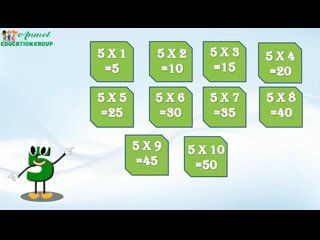 Anmol
EDUCATION GROUP
5 X 1
=5
5 X 2
=10
5 X 3
=15
5 X 4
=20
5 X 5
=25
5 X 6
=30
5 X 7
=35
5 X 8
=40
5 X 9
=45
5 X 10
=50
5